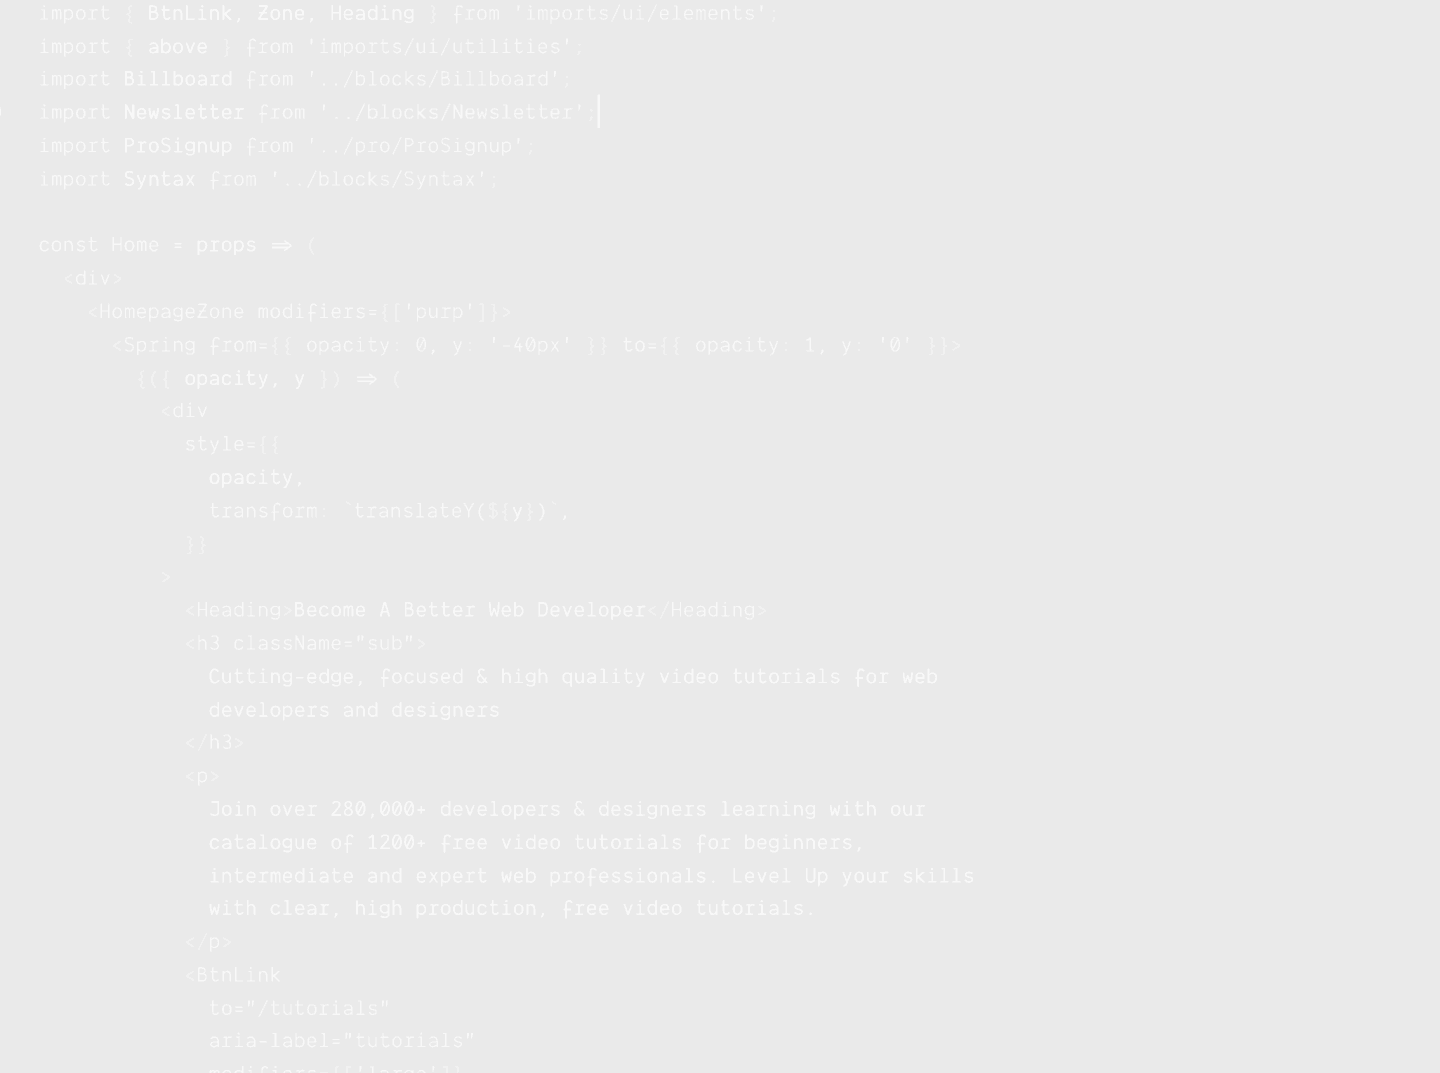 import { BtnLink, Zone, Heading } from 'imports/ui/elements';
import { above } from 'imports/ui/utilities';
import Billboard from '../blocks/Billboard';
import Newsletter from '../blocks/Newsletter';
import ProSignup from '../pro/ProSignup';
import Syntax from '../blocks/Syntax';
const Home = props => (
<div>
<HomepageZone modifiers={['purp']}>
<Spring from={{ opacity: 0, y: '-40px' }} to={{ opacity: 1, y: '0' }}>
{({ opacity, y }) => (
<div
style={{
opacity,
transform: `translateY(${y})`,
}}
>
<Heading>Become A Better Web Developer</Heading>
<h3 className="sub">
Cutting-edge, focused & high quality video tutorials for web
developers and designers
</h3>
<p>
Join over 280,000+ developers & designers learning with our
catalogue of 1200+ free video tutorials for beginners,
intermediate and expert web professionals. Level Up your skills
with clear, high production, free video tutorials.
</p>
<BtnLink
to="/tutorials"
aria-label="tutorials"
modifiers={['large']}